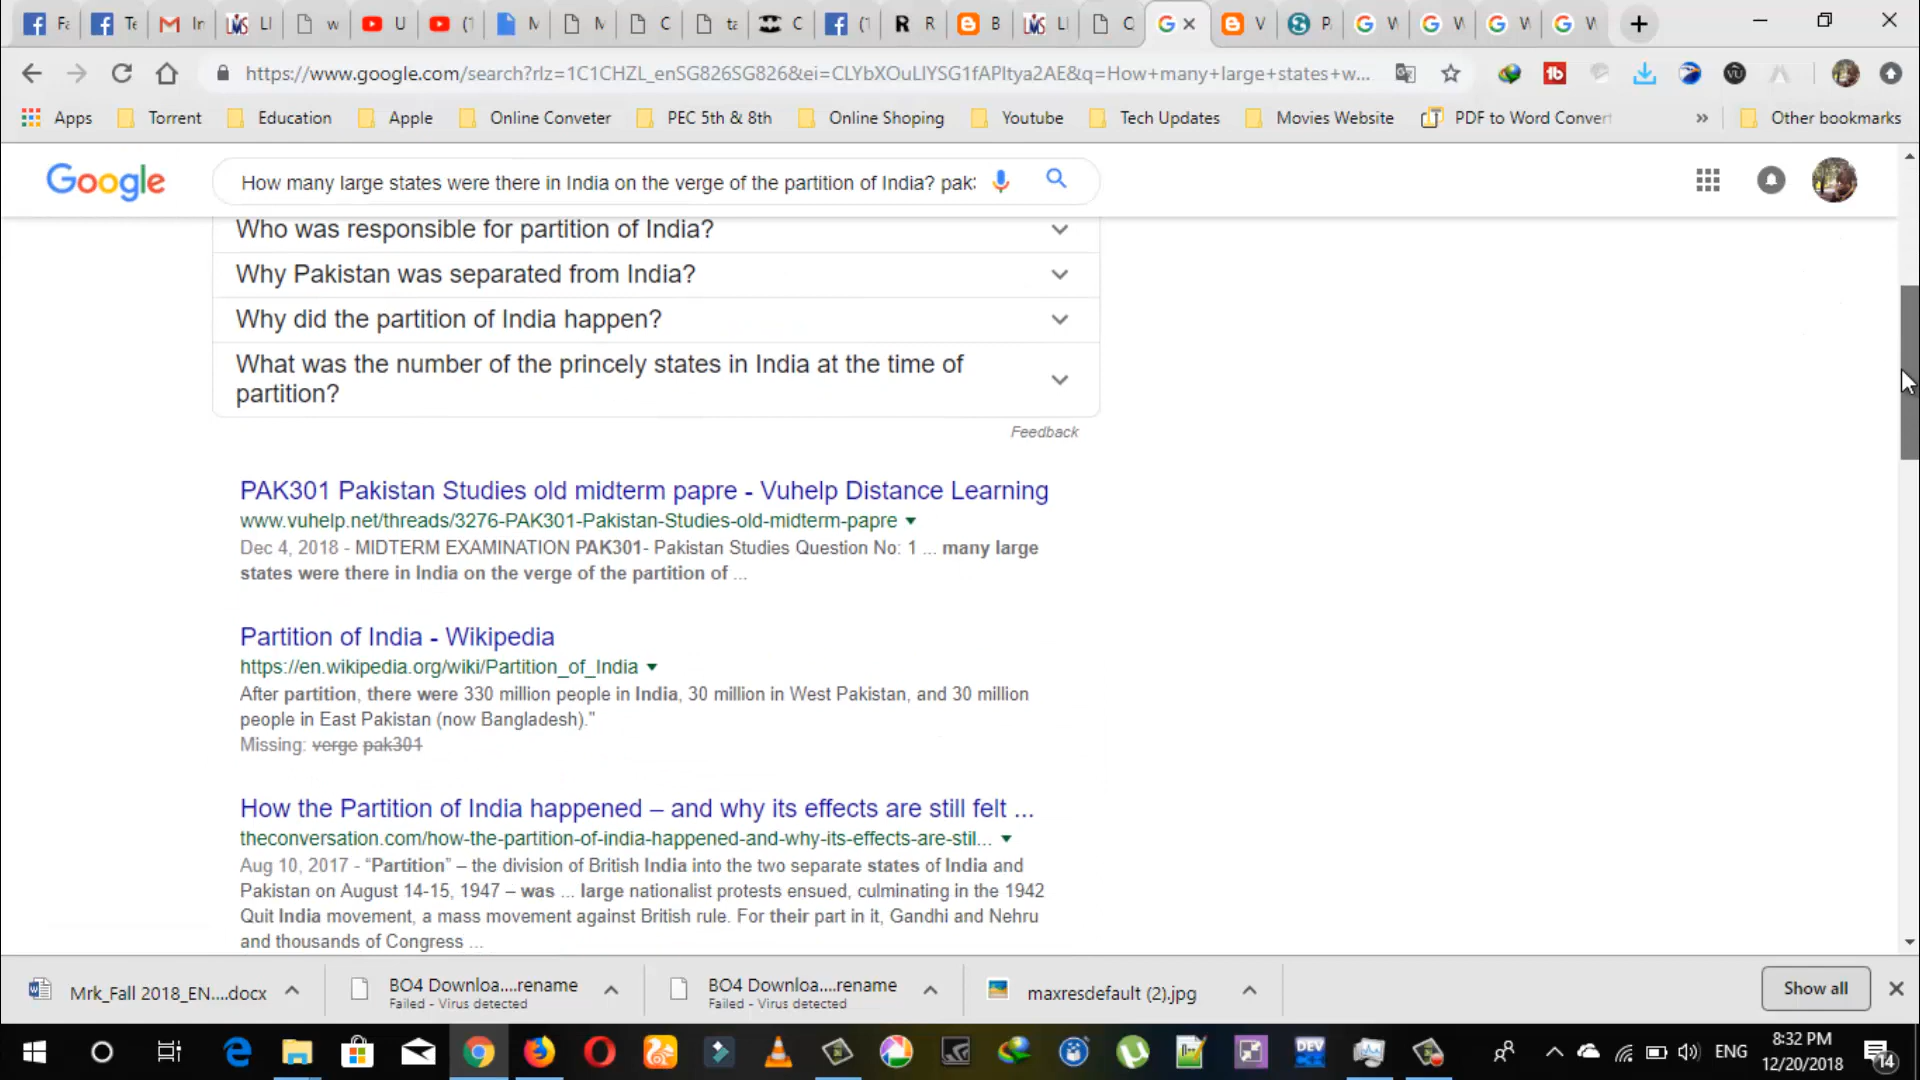 Fa
Te
In
LI
w
U
(1
M
M
C
ta
C
(1
R
B
LI
C
V
P
W
W
W
W
https://www.google.com/search?rlz=1C1CHZL_enSG826SG826&ei=CLYbXOuLIYSG1fAPltya2AE&q=How+many+large+states+w...
Apps
Torrent
Education
Apple
Online Conveter
PEC 5th & 8th
Online Shoping
Youtube
Tech Updates
Movies Website
PDF to Word Convert
»
Other bookmarks
Google
How many large states were there in India on the verge of the partition of India? pak
Who was responsible for partition of India?
Why Pakistan was separated from India?
Why did the partition of India happen?
What was the number of the princely states in India at the time of
partition?
Feedback
PAK301 Pakistan Studies old midterm papre - Vuhelp Distance Learning
www.vuhelp.net/threads/3276-PAK301-Pakistan-Studies-old-midterm-papre
Dec 4, 2018 - MIDTERM EXAMINATION PAK301- Pakistan Studies Question No: 1 ... many large
states were there in India on the verge of the partition of ...
Partition of India - Wikipedia
https://en.wikipedia.org/wiki/Partition_of_India
After partition, there were 330 million people in India, 30 million in West Pakistan, and 30 million
people in East Pakistan (now Bangladesh)."
Missing: verge pak301
How the Partition of India happened – and why its effects are still felt ...
theconversation.com/how-the-partition-of-india-happened-and-why-its-effects-are-stil...
Aug 10, 2017 - “Partition” – the division of British India into the two separate states of India and
Pakistan on August 14-15, 1947 – was ... large nationalist protests ensued, culminating in the 1942
Quit India movement, a mass movement against British rule. For their part in it, Gandhi and Nehru
and thousands of Congress ...
Mrk_Fall 2018_EN....docx
BO4 Downloa....rename
Failed - Virus detected
BO4 Downloa....rename
Failed - Virus detected
maxresdefault (2).jpg
Show all
DEV
ENG
8:32 PM
12/20/2018
14